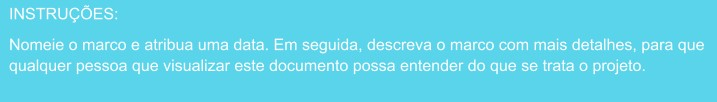 INSTRUÇÕES:
Nomeie o marco e atribua uma data. Em seguida, descreva o marco com mais detalhes, para que
qualquer pessoa que visualizar este documento possa entender do que se trata o projeto.